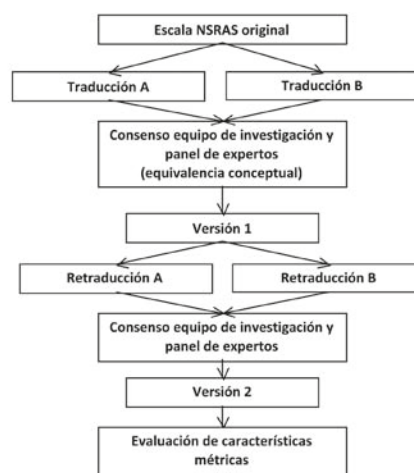 Escala NSRAS original
Traducción A
Traducción B
Consenso equipo de investigación y
panel de expertos
(equivalencia conceptual)
Versión 1
Retraducción A
Retraducción B
Consenso equipo de investigación y
panel de expertos
Versión 2
Evaluación de características
métricas